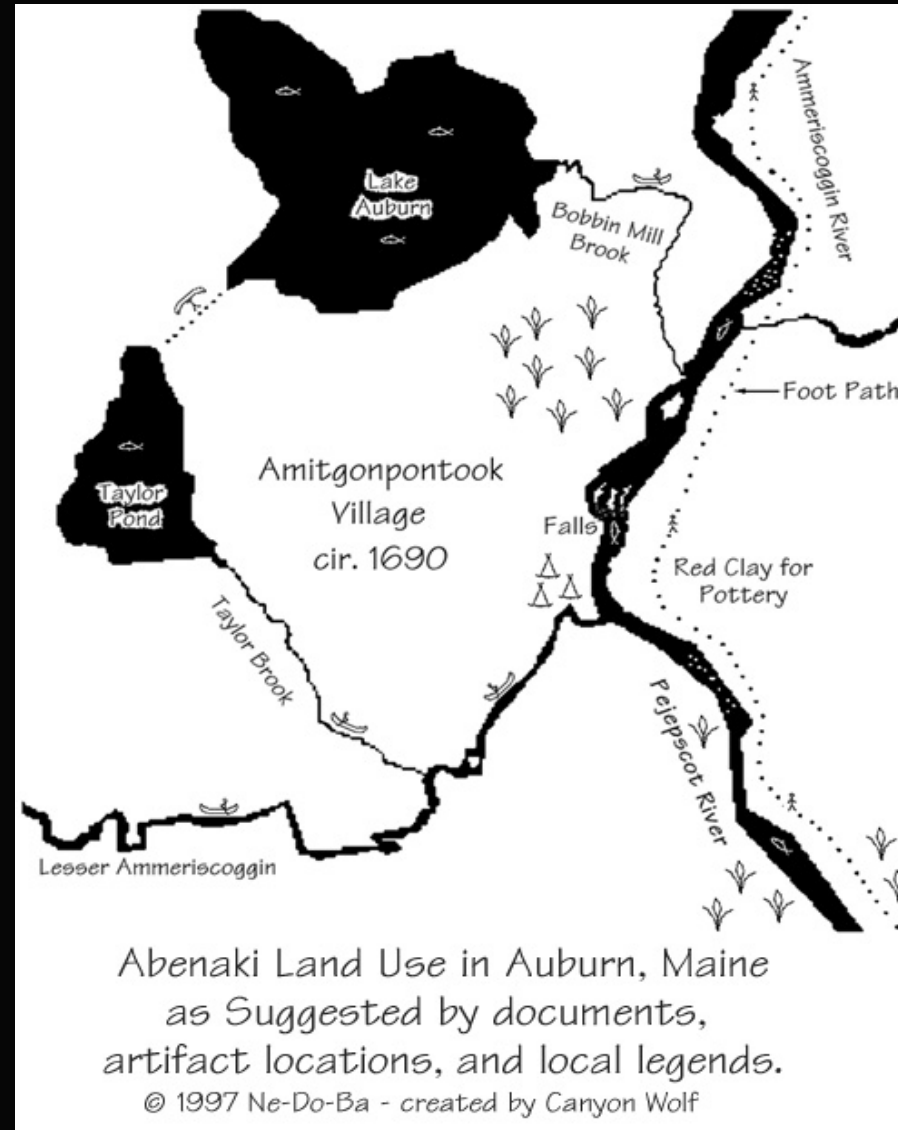 Ammeriscoggin River
Lake
Auburn
Bobbin Mill
Brook
Foot Path
Amitgonpontook
Village
cir. 1690
Taylor
Pond
Falls
Red Clay for
Pottery
Taylor Brook
Pejepscot River
Lesser Ammeriscoggin
Abenaki Land Use in Auburn, Maine
as Suggested by documents,
artifact locations, and local legends.
© 1997 Ne-Do-Ba - created by Canyon Wolf